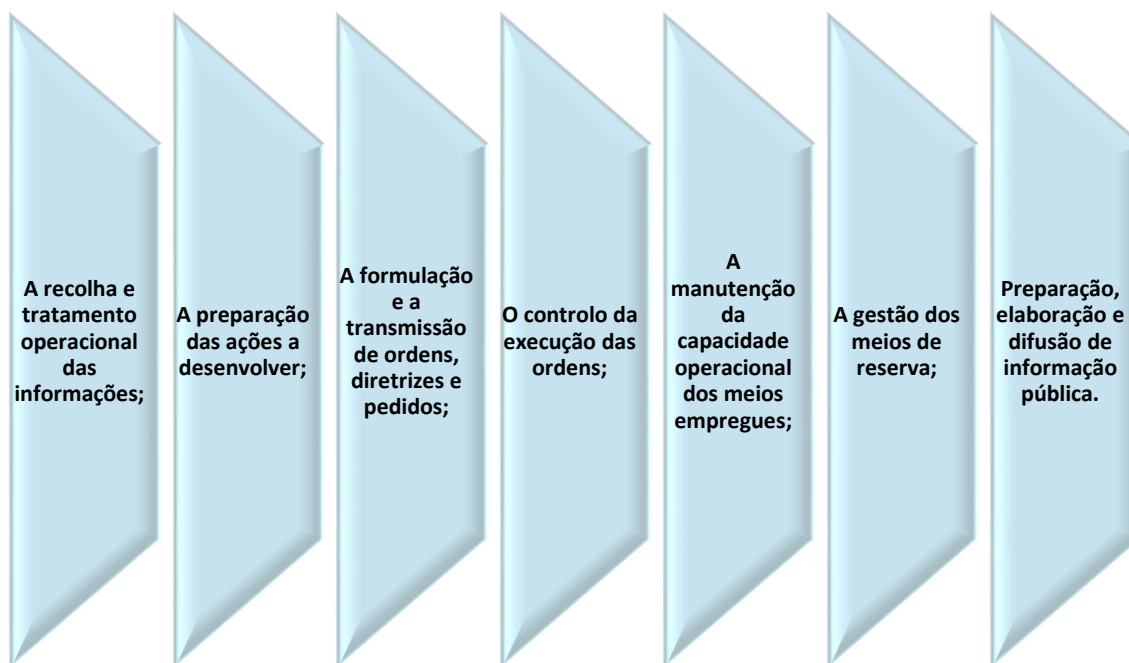 A recolha e
tratamento
operacional
das
informações;
A preparação
das ações a
desenvolver;
A formulação
e a
transmissão
de ordens,
diretrizes e
pedidos;
O controlo da
execução das
ordens;
A
manutenção
da
capacidade
operacional
dos meios
empregues;
A gestão dos
meios de
reserva;
Preparação,
elaboração e
difusão de
informação
pública.